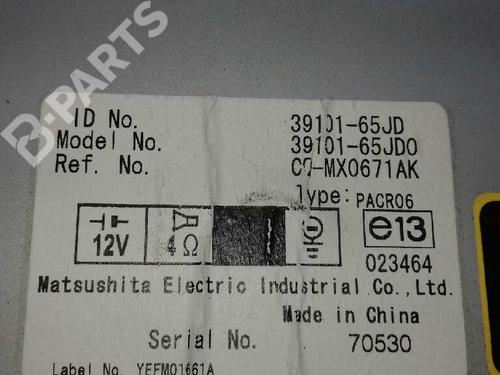 B-PARTS
ID No. 39101-65JD
Model No. 39101-65JD0
Ref. No. CQ-MX0671AK
Type: PACR06
12V 4Ω e13
023464
Matsushita Electric Industrial Co., Ltd.
Made in China
Serial No. 70530
Label No. YEFM01661A